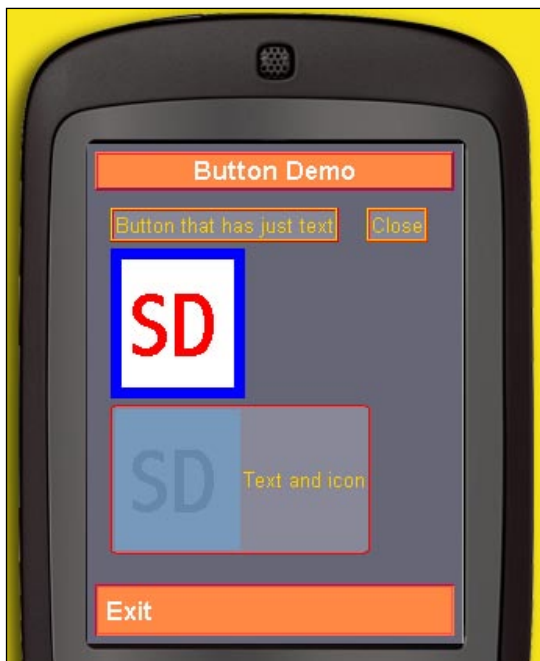 Button Demo
Button that has just text Close
SD
SD Text and icon
Exit